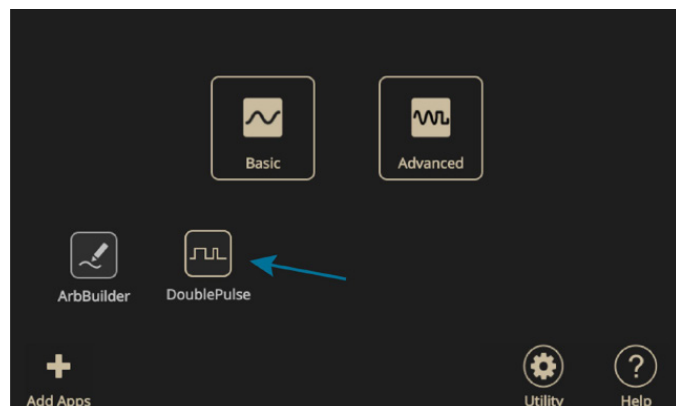 Basic
Advanced
ArbBuilder
DoublePulse
?
Add Apps
Utility
Help